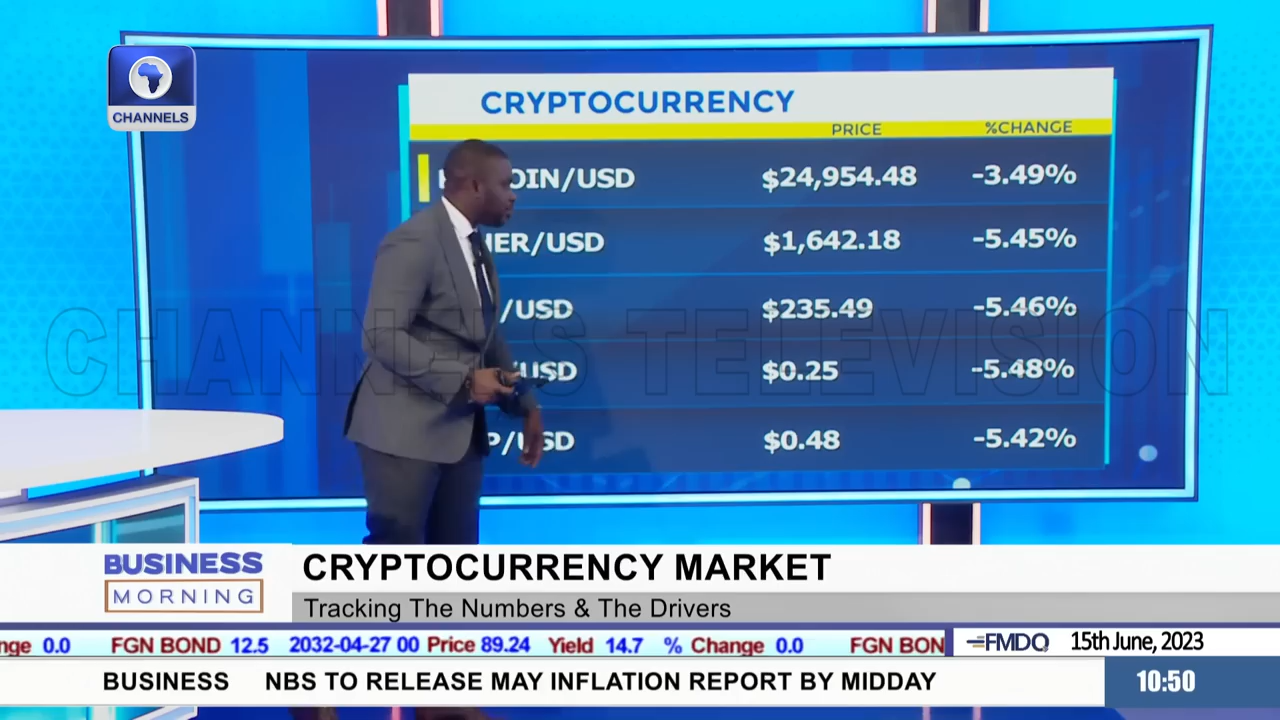 CHANNELS
CRYPTOCURRENCY
PRICE %CHANGE
OIN/USD $24,954.48 -3.49%
ER/USD $1,642.18 -5.45%
/USD $235.49 -5.46%
/USD $0.25 -5.48%
P/USD $0.48 -5.42%
CHANNELS TELEVISION
BUSINESS
MORNING
CRYPTOCURRENCY MARKET
Tracking The Numbers & The Drivers
nge 0.0 FGN BOND 12.5 2032-04-27 00 Price 89.24 Yield 14.7 % Change 0.0 FGN BON
FMDQ 15th June, 2023
BUSINESS NBS TO RELEASE MAY INFLATION REPORT BY MIDDAY
10:50